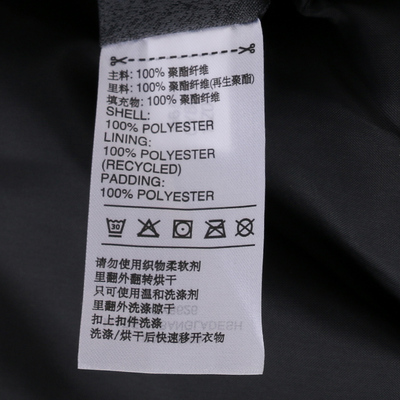 主料: 100% 聚酯纤维
里料: 100% 聚酯纤维(再生聚酯)
填充物: 100% 聚酯纤维
SHELL:
100% POLYESTER
LINING:
100% POLYESTER
(RECYCLED)
PADDING:
100% POLYESTER
30
请勿使用织物柔软剂
里翻外翻转烘干
只可使用温和洗涤剂
里翻外洗涤晾干
扣上扣件洗涤
洗涤/烘干后快速移开衣物
BANGLADESH